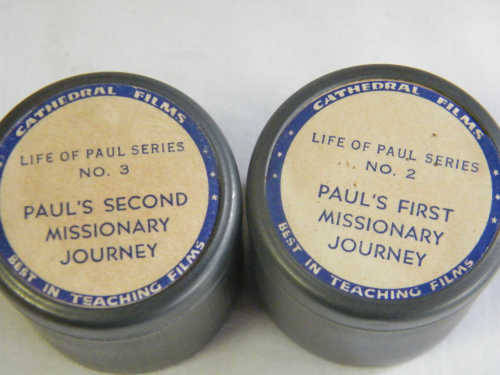 CATHEDRAL FILMS
LIFE OF PAUL SERIES
NO. 3
PAUL'S SECOND
MISSIONARY
JOURNEY
BEST IN TEACHING FILMS
CATHEDRAL FILMS
LIFE OF PAUL SERIES
NO. 2
PAUL'S FIRST
MISSIONARY
JOURNEY
BEST IN TEACHING FILMS